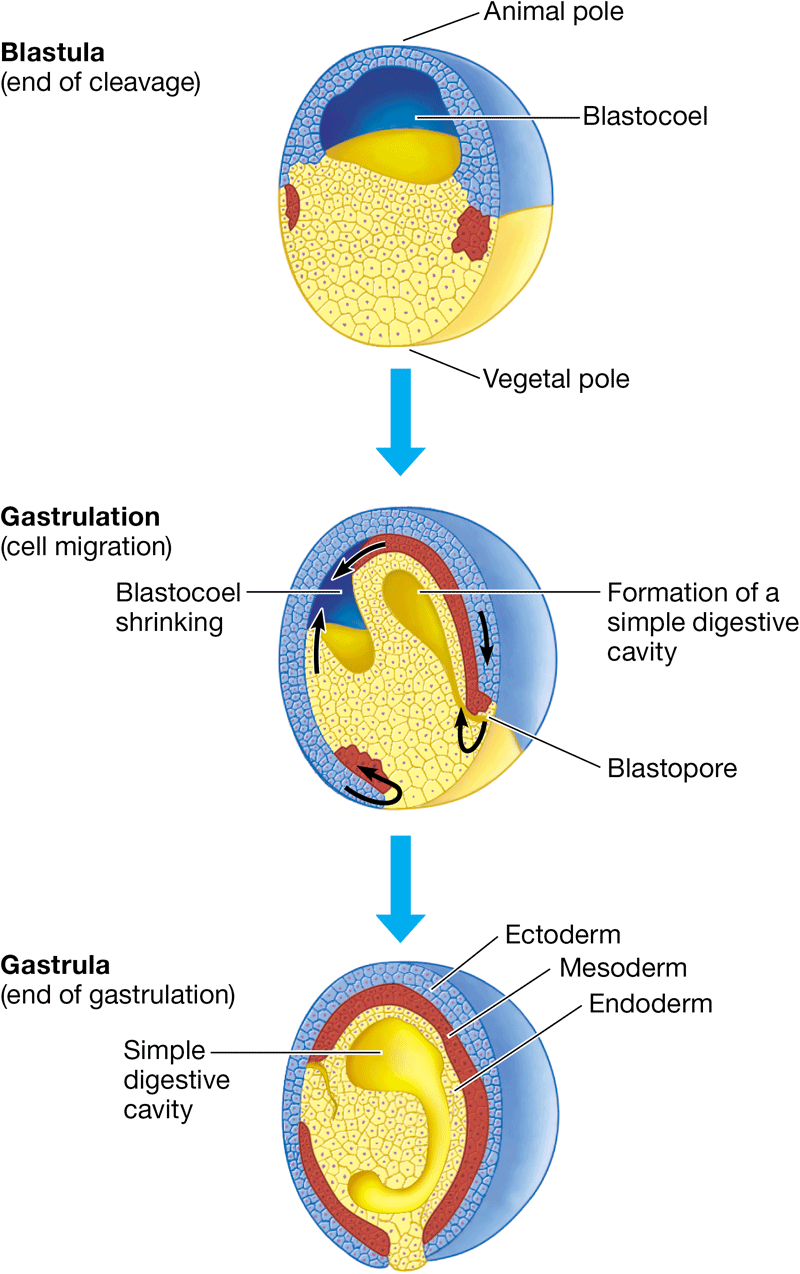 Animal pole
Blastula
(end of cleavage)
Blastocoel
Vegetal pole
Gastrulation
(cell migration)
Blastocoel
shrinking
Formation of a
simple digestive
cavity
Blastopore
Gastrula
(end of gastrulation)
Ectoderm
Mesoderm
Endoderm
Simple
digestive
cavity